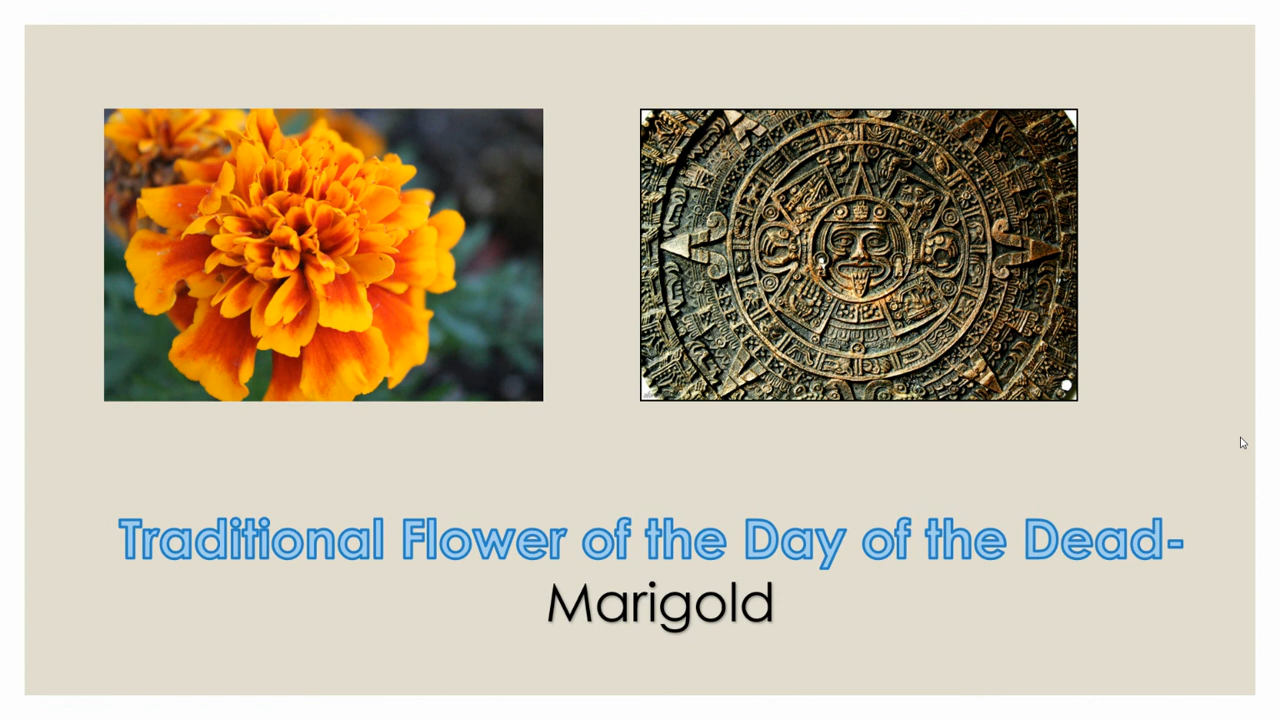 Traditional Flower of the Day of the Dead-
Marigold